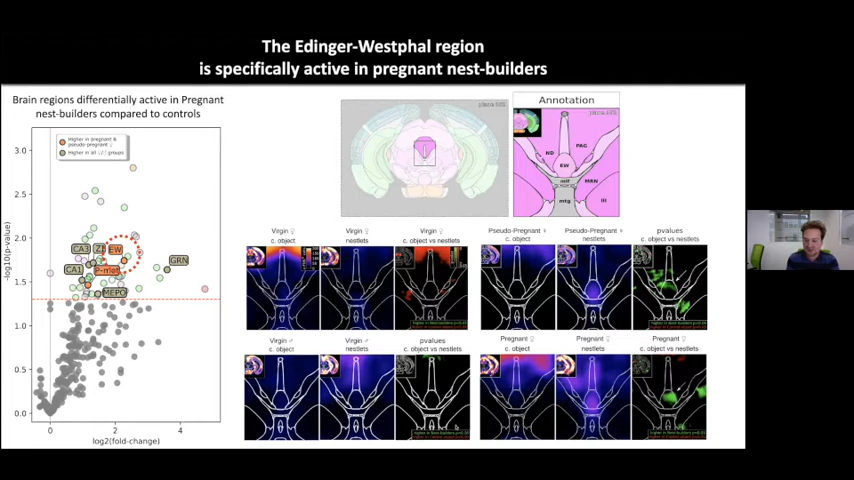 The Edinger-Westphal region
is specifically active in pregnant nest-builders
Brain regions differentially active in Pregnant
nest-builders compared to controls
Higher in pregnant &
pseudo-pregnant ♀
Higher in all
groups
3.0
2.5
2.0
1.5
1.0
0.5
0.0
-log10(p-value)
CA3
EW
GRN
CA1
P-met
MEPO
0
2
4
log2(fold-change)
Annotation
ND
PAG
EW
mlf
MRN
mtg
III
Virgin ♀
c. object
Virgin ♀
nestlets
Virgin ♀
c. object vs nestlets
Pseudo-Pregnant ♀
c. object
Pseudo-Pregnant ♀
nestlets
pvalues
c. object vs nestlets
Virgin ♂
c. object
Virgin ♂
nestlets
pvalues
c. object vs nestlets
Pregnant ♀
c. object
Pregnant ♀
nestlets
Pregnant ♀
c. object vs nestlets